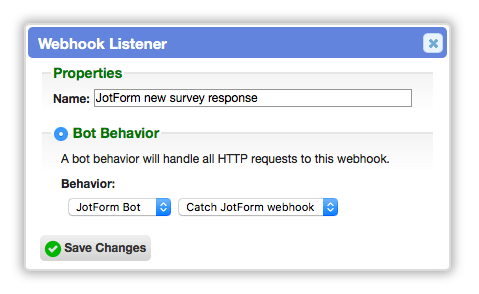 Webhook Listener
Properties
Name: JotForm new survey response
Bot Behavior
A bot behavior will handle all HTTP requests to this webhook.
Behavior:
JotForm Bot Catch JotForm webhook
Save Changes